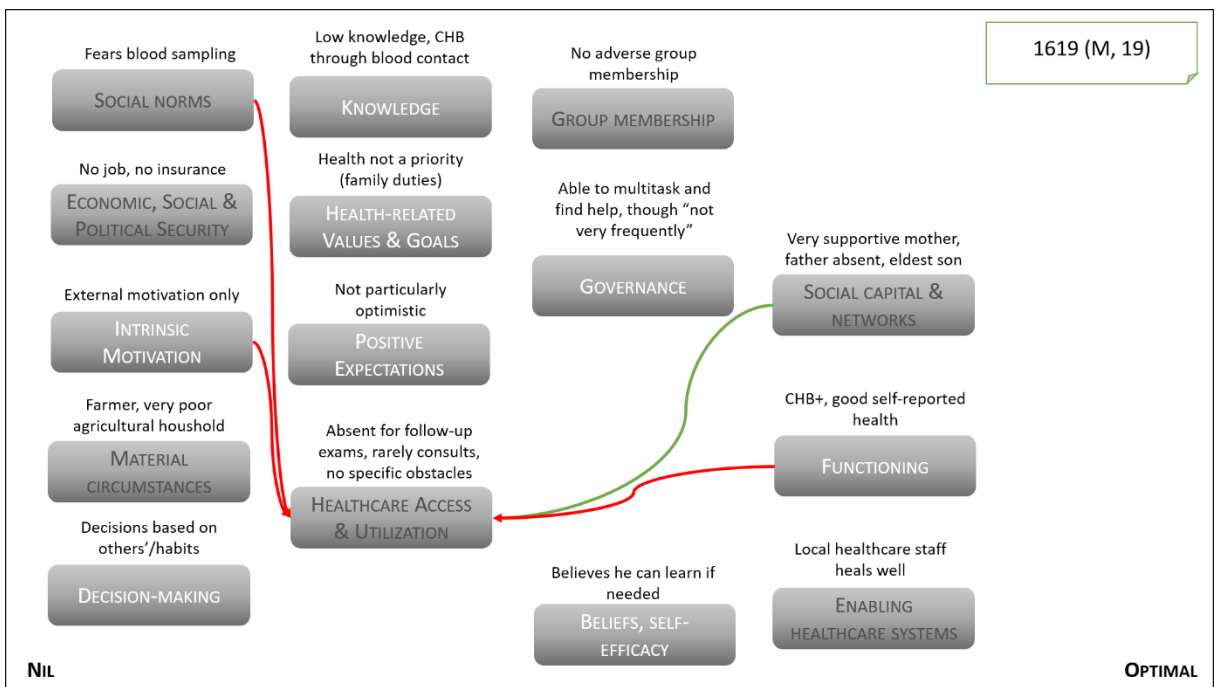 1619 (M, 19)
Fears blood sampling
SOCIAL NORMS
No job, no insurance
ECONOMIC, SOCIAL &
POLITICAL SECURITY
External motivation only
INTRINSIC
MOTIVATION
Farmer, very poor
agricultural houshold
MATERIAL
CIRCUMSTANCES
Decisions based on
others’/habits
DECISION-MAKING
Low knowledge, CHB
through blood contact
KNOWLEDGE
Health not a priority
(family duties)
HEALTH-RELATED
VALUES & GOALS
Not particularly
optimistic
POSITIVE
EXPECTATIONS
Absent for follow-up
exams, rarely consults,
no specific obstacles
HEALTHCARE ACCESS
& UTILIZATION
No adverse group
membership
GROUP MEMBERSHIP
Able to multitask and
find help, though “not
very frequently”
GOVERNANCE
Believes he can learn if
needed
BELIEFS, SELF-
EFFICACY
Very supportive mother,
father absent, eldest son
SOCIAL CAPITAL &
NETWORKS
CHB+, good self-reported
health
FUNCTIONING
Local healthcare staff
heals well
ENABLING
HEALTHCARE SYSTEMS
NIL
OPTIMAL